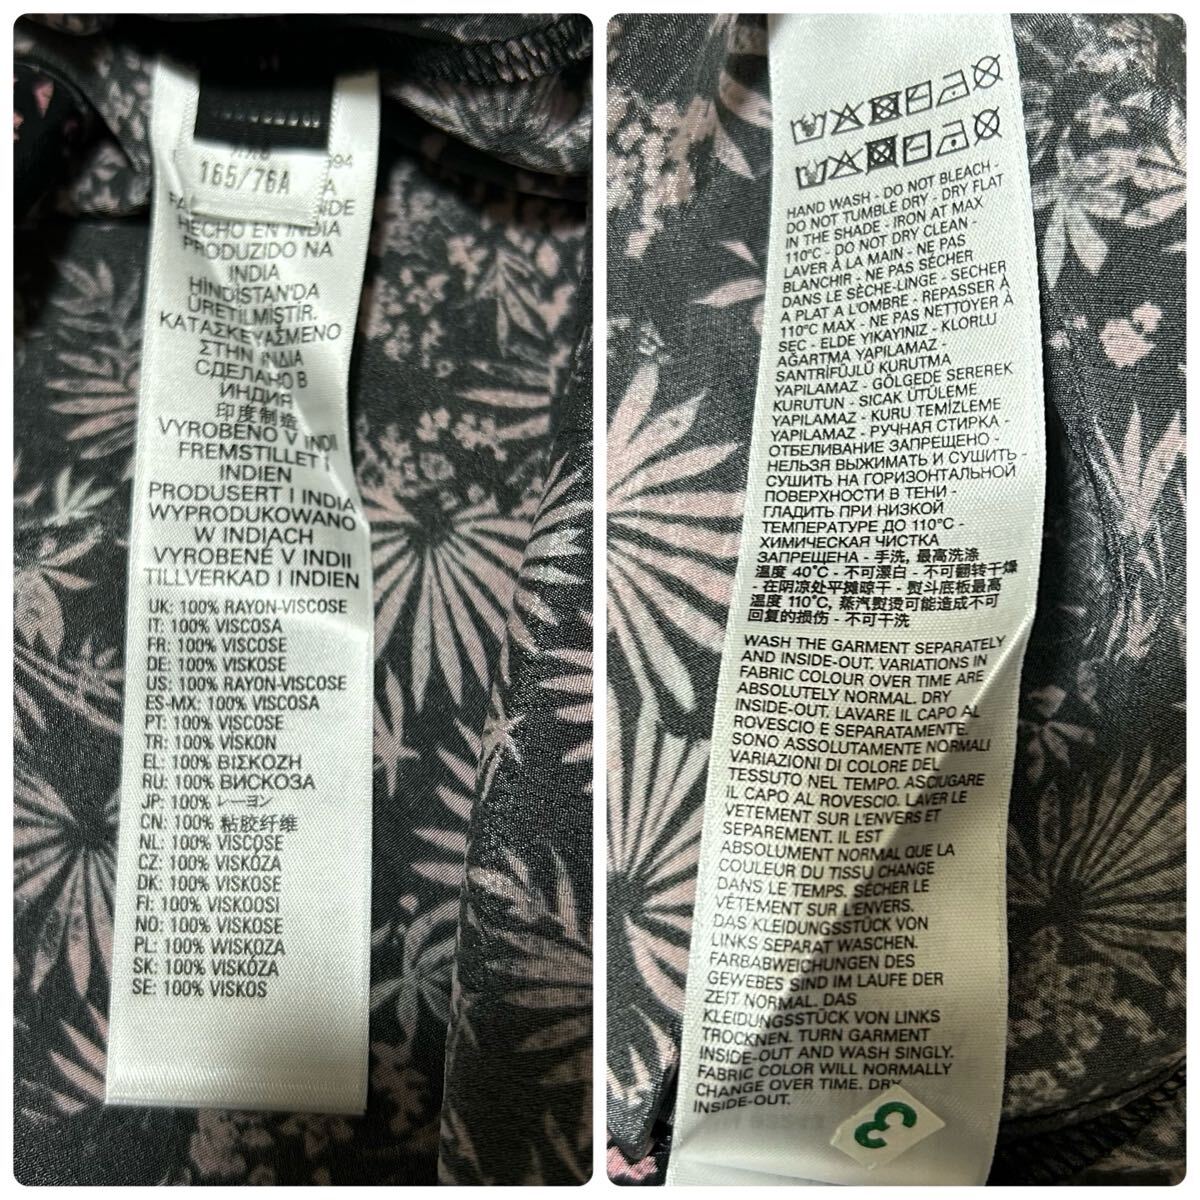 165/76A
HECHO EN INDIA
PRODUZIDO NA
INDIA
HİNDİSTAN'DA
ÜRETİLMİŞTİR.
ΚΑΤΑΣΚΕΥΑΣΜΕΝΟ
ΣΤΗΝ INDIA
СДЕЛАНО В
ИНДИЯ
印度制造
VYROBENO V INDII
FREMSTILLET I
INDIEN
PRODUSERT I INDIA
WYPRODUKOWANO
W INDIACH
VYROBENÉ V INDII
TILLVERKAD I INDIEN
UK: 100% RAYON-VISCOSE
IT: 100% VISCOSA
FR: 100% VISCOSE
DE: 100% VISKOSE
US: 100% RAYON-VISCOSE
ES-MX: 100% VISCOSA
PT: 100% VISCOSE
TR: 100% VISKON
EL: 100% ΒΙΣΚΟΖΗ
RU: 100% ВИСКОЗА
JP: 100% レーヨン
CN: 100% 粘胶纤维
NL: 100% VISCOSE
CZ: 100% VISKÓZA
DK: 100% VISKOSE
FI: 100% VISKOOSI
NO: 100% VISKOSE
PL: 100% WISKOZA
SK: 100% VISKÓZA
SE: 100% VISKOS
HAND WASH - DO NOT BLEACH -
DO NOT TUMBLE DRY - DRY FLAT
IN THE SHADE - IRON AT MAX
110°C - DO NOT DRY CLEAN -
LAVER À LA MAIN - NE PAS
BLANCHIR - NE PAS SÉCHER
DANS LE SÈCHE-LINGE - SECHER
A PLAT A L'OMBRE - REPASSER À
110°C MAX - NE PAS NETTOYER À
SEC - ELDE YIKAYINIZ - KLORLU
AĞARTMA YAPILAMAZ -
SANTRİFÜJLÜ KURUTMA
YAPILAMAZ - GÖLGEDE SEREREK
KURUTUN - SICAK ÜTÜLEME
YAPILAMAZ - KURU TEMİZLEME
YAPILAMAZ - РУЧНАЯ СТИРКА -
ОТБЕЛИВАНИЕ ЗАПРЕЩЕНО -
НЕЛЬЗЯ ВЫЖИМАТЬ И СУШИТЬ -
СУШИТЬ НА ГОРИЗОНТАЛЬНОЙ
ПОВЕРХНОСТИ В ТЕНИ -
ГЛАДИТЬ ПРИ НИЗКОЙ
ТЕМПЕРАТУРЕ ДО 110°C -
ХИМИЧЕСКАЯ ЧИСТКА
ЗАПРЕЩЕНА - 手洗, 最高洗涤
温度 40°C - 不可漂白 - 不可翻转干燥
- 在阴凉处平摊晾干 - 熨斗底板最高
温度 110°C, 蒸汽熨烫可能造成不可
回复的损伤 - 不可干洗
WASH THE GARMENT SEPARATELY
AND INSIDE-OUT. VARIATIONS IN
FABRIC COLOUR OVER TIME ARE
ABSOLUTELY NORMAL. DRY
INSIDE-OUT. LAVARE IL CAPO AL
ROVESCIO E SEPARATAMENTE.
SONO ASSOLUTAMENTE NORMALI
VARIAZIONI DI COLORE DEL
TESSUTO NEL TEMPO. ASCIUGARE
IL CAPO AL ROVESCIO. LAVER LE
VETEMENT SUR L'ENVERS ET
SEPAREMENT. IL EST
ABSOLUMENT NORMAL QUE LA
COULEUR DU TISSU CHANGE
DANS LE TEMPS. SÉCHER LE
VÊTEMENT SUR L'ENVERS.
DAS KLEIDUNGSSTÜCK VON
LINKS SEPARAT WASCHEN.
FARBABWEICHUNGEN DES
GEWEBES SIND IM LAUFE DER
ZEIT NORMAL. DAS
KLEIDUNGSSTÜCK VON LINKS
TROCKNEN. TURN GARMENT
INSIDE-OUT AND WASH SINGLY.
FABRIC COLOR WILL NORMALLY
CHANGE OVER TIME. DRY
INSIDE-OUT.
3